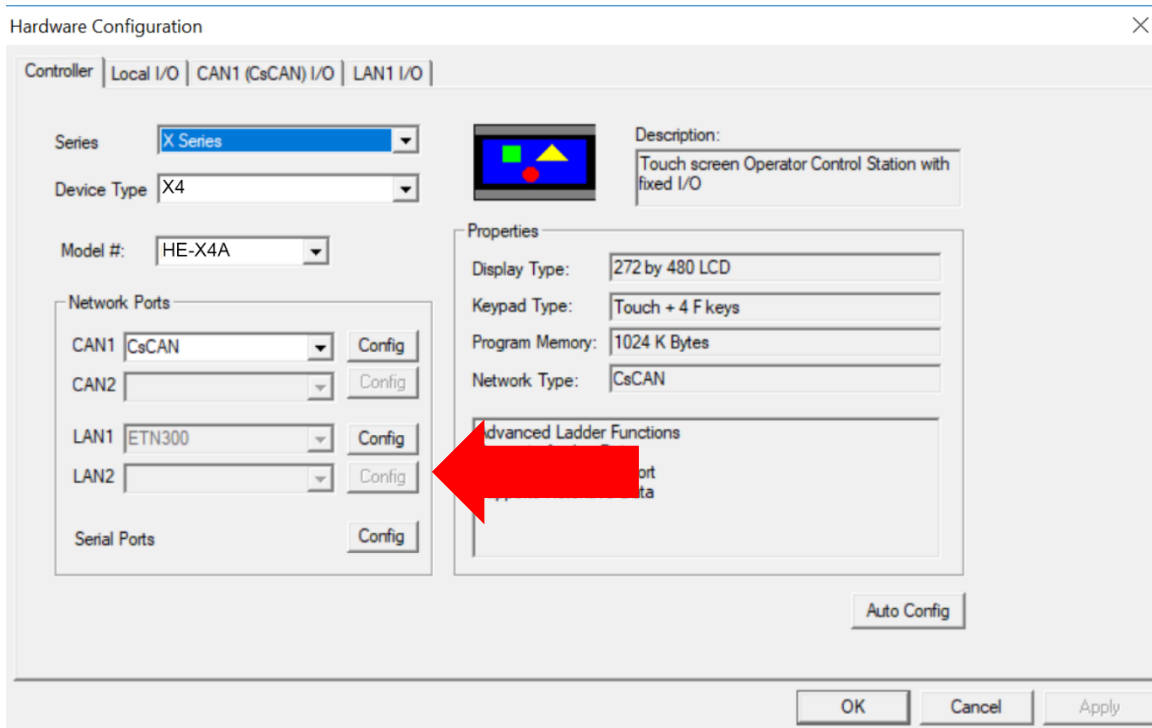 Hardware Configuration
Controller
Local I/O
CAN1 (CsCAN) I/O
LAN1 I/O
Series
X Series
Device Type
X4
Model #:
HE-X4A
Network Ports
CAN1
CsCAN
Config
CAN2
Config
LAN1
ETN300
Config
LAN2
Config
Serial Ports
Config
Description:
Touch screen Operator Control Station with
fixed I/O
Properties
Display Type:
272 by 480 LCD
Keypad Type:
Touch + 4 F keys
Program Memory:
1024 K Bytes
Network Type:
CsCAN
Advanced Ladder Functions
Auto Config
OK
Cancel
Apply